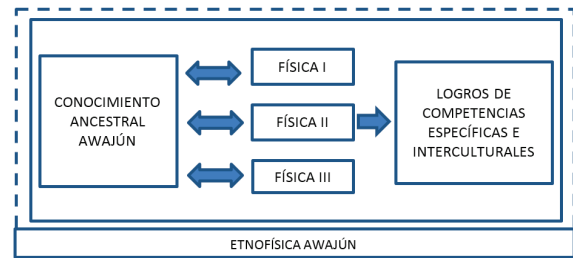 CONOCIMIENTO
ANCESTRAL
AWAJÚN
FÍSICA I
FÍSICA II
FÍSICA III
LOGROS DE
COMPETENCIAS
ESPECÍFICAS E
INTERCULTURALES
ETNOFÍSICA AWAJÚN